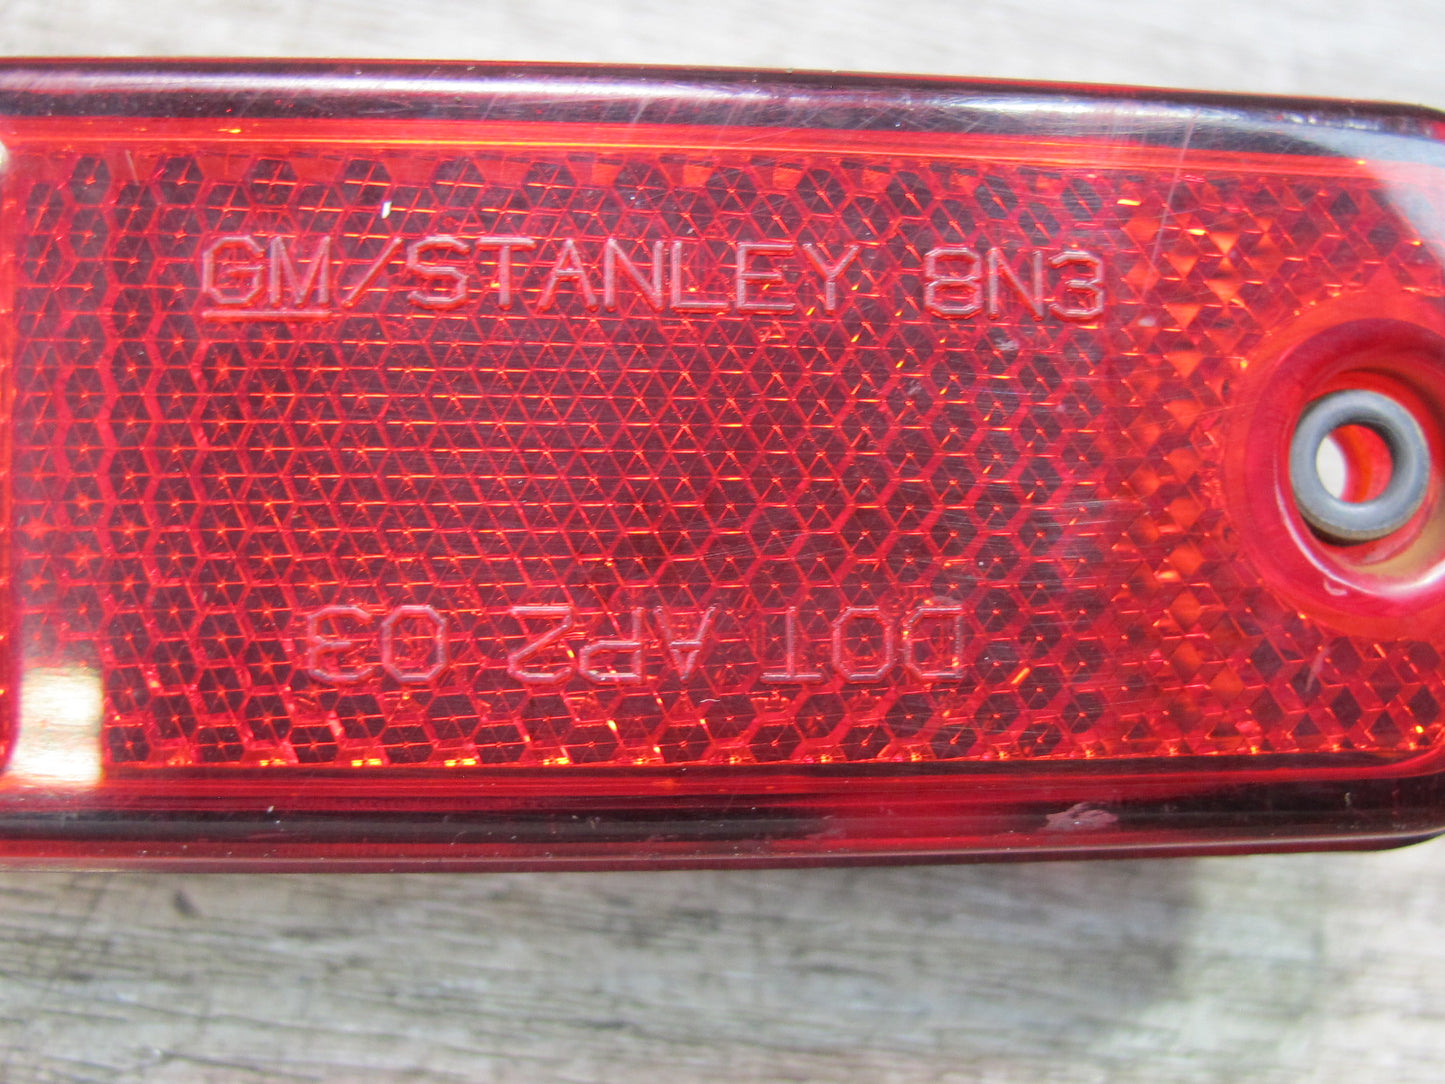 GM/STANLEY 8N3
DOT AP2 03